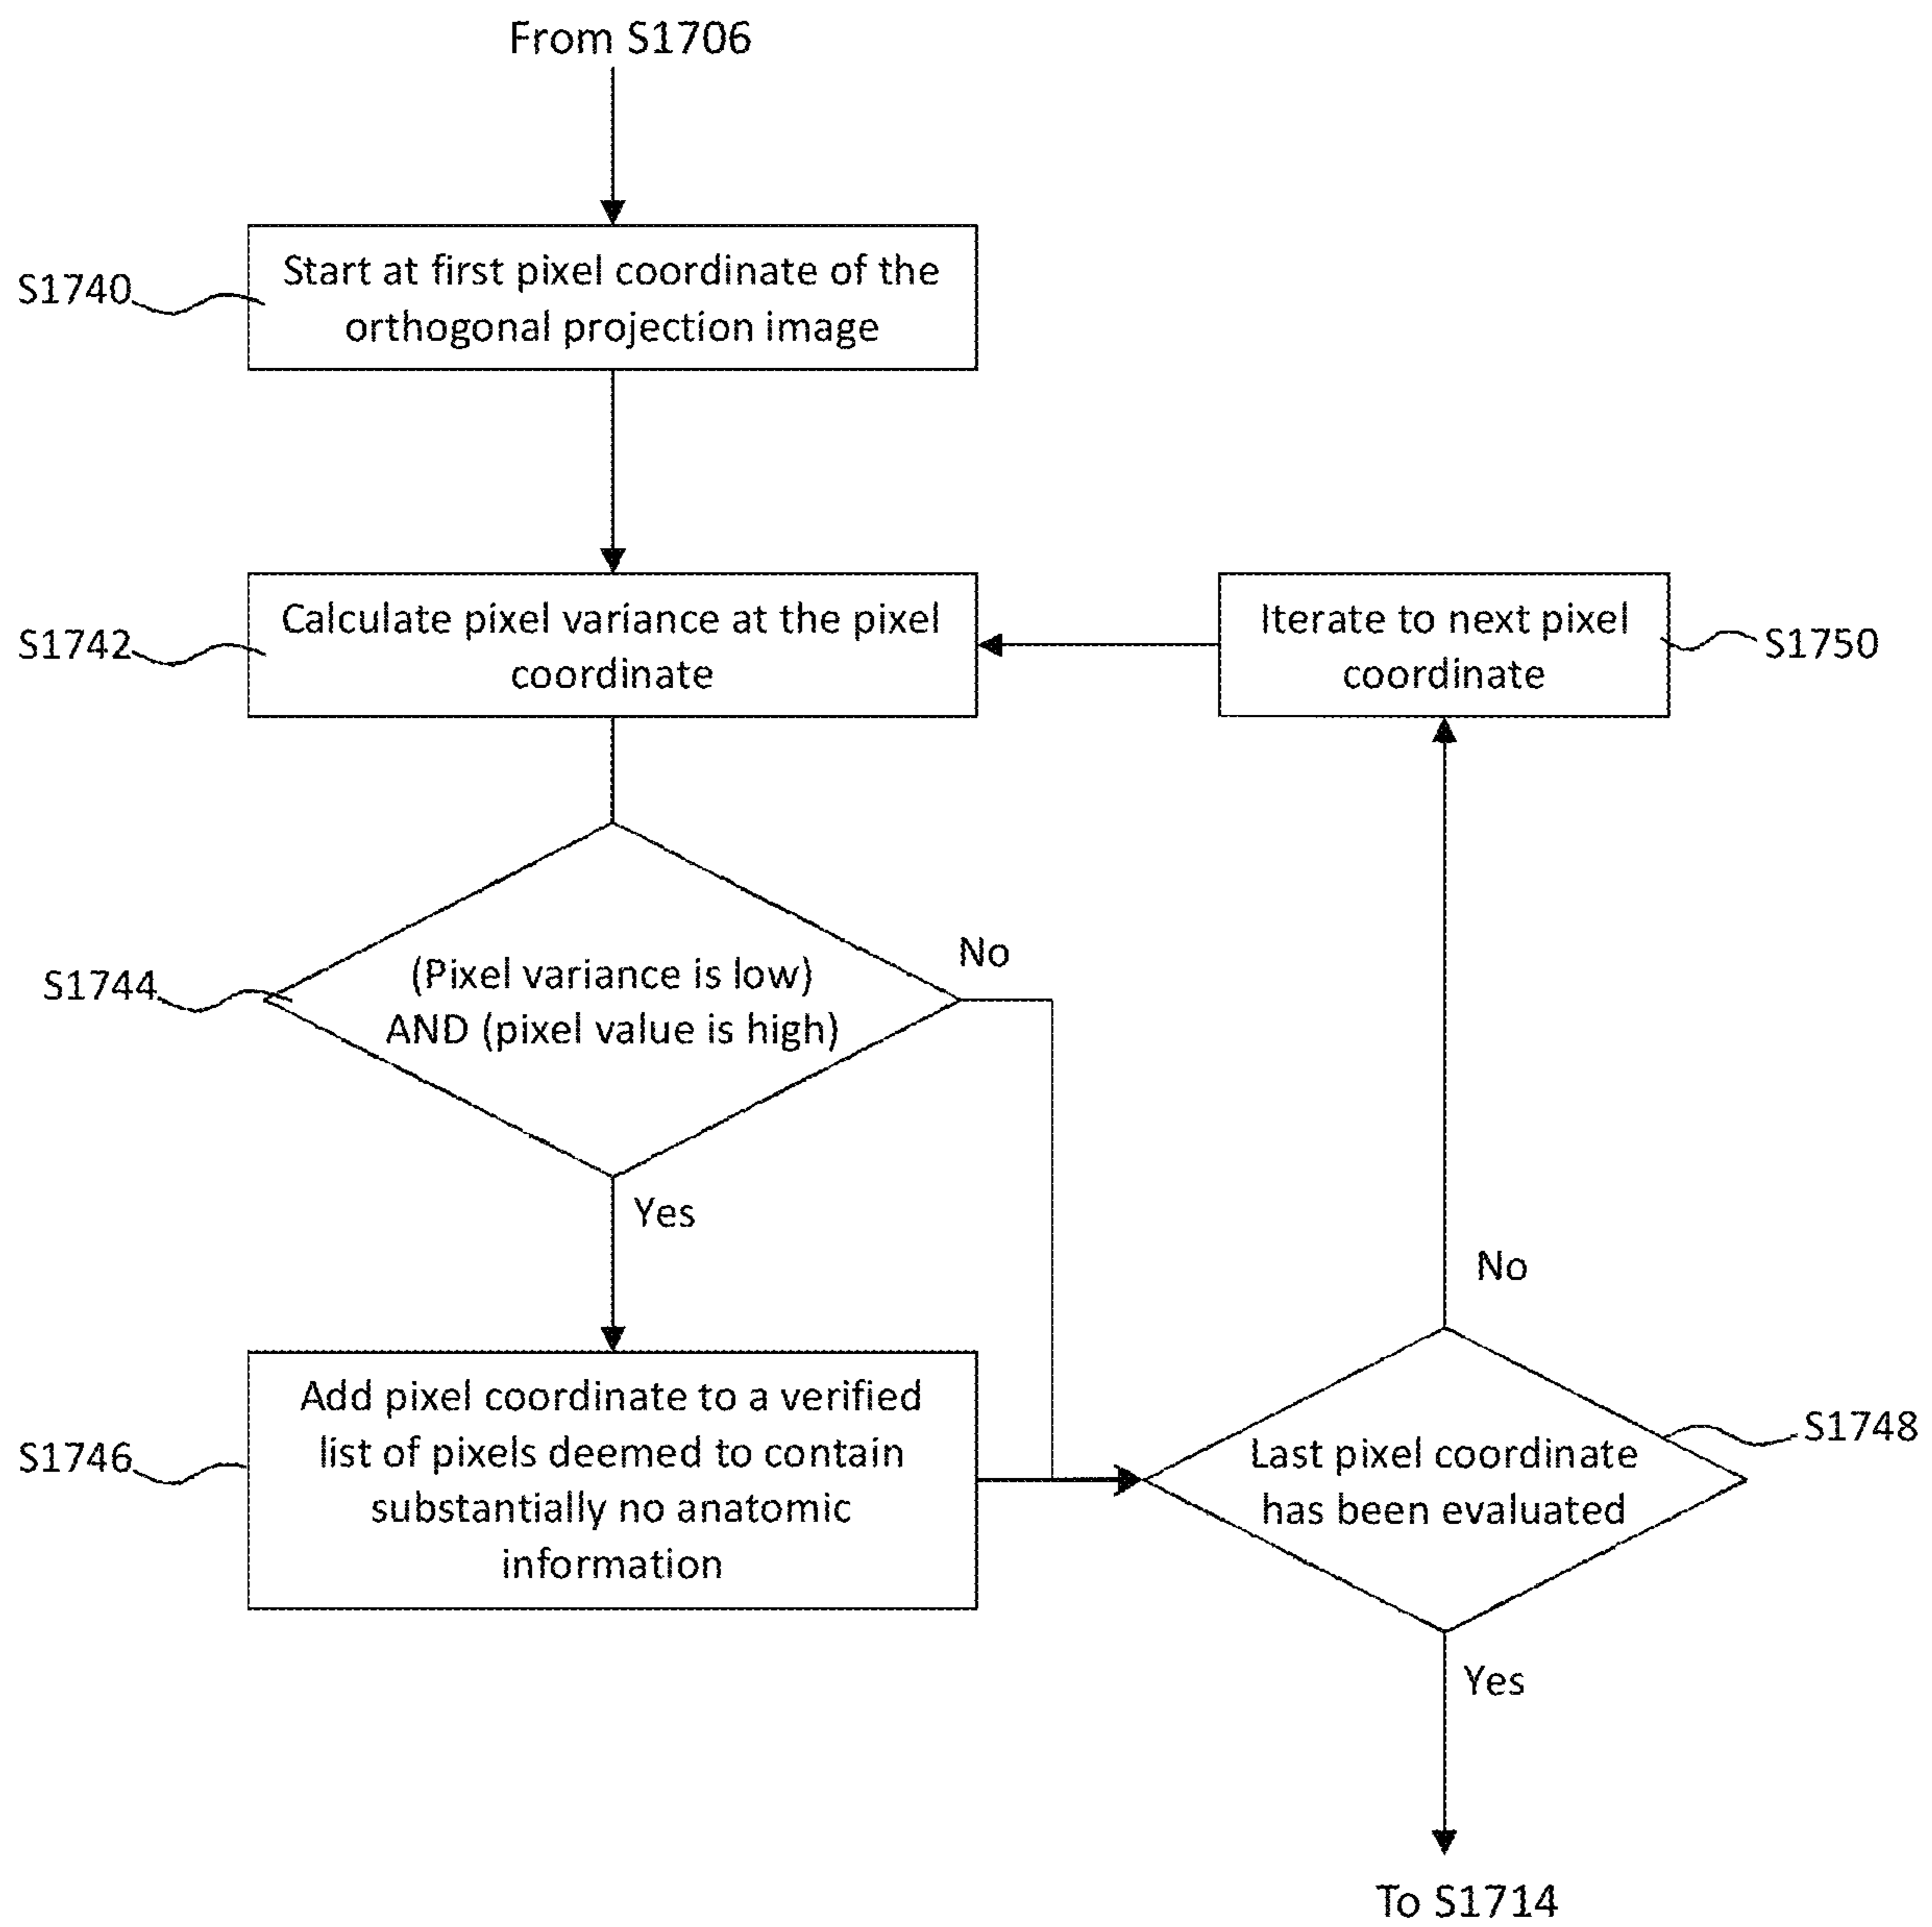 From S1706
S1740
Start at first pixel coordinate of the
orthogonal projection image
S1742
Calculate pixel variance at the pixel
coordinate
Iterate to next pixel
coordinate
S1750
S1744
(Pixel variance is low)
AND (pixel value is high)
No
Yes
No
S1746
Add pixel coordinate to a verified
list of pixels deemed to contain
substantially no anatomic
information
Last pixel coordinate
has been evaluated
S1748
Yes
To S1714